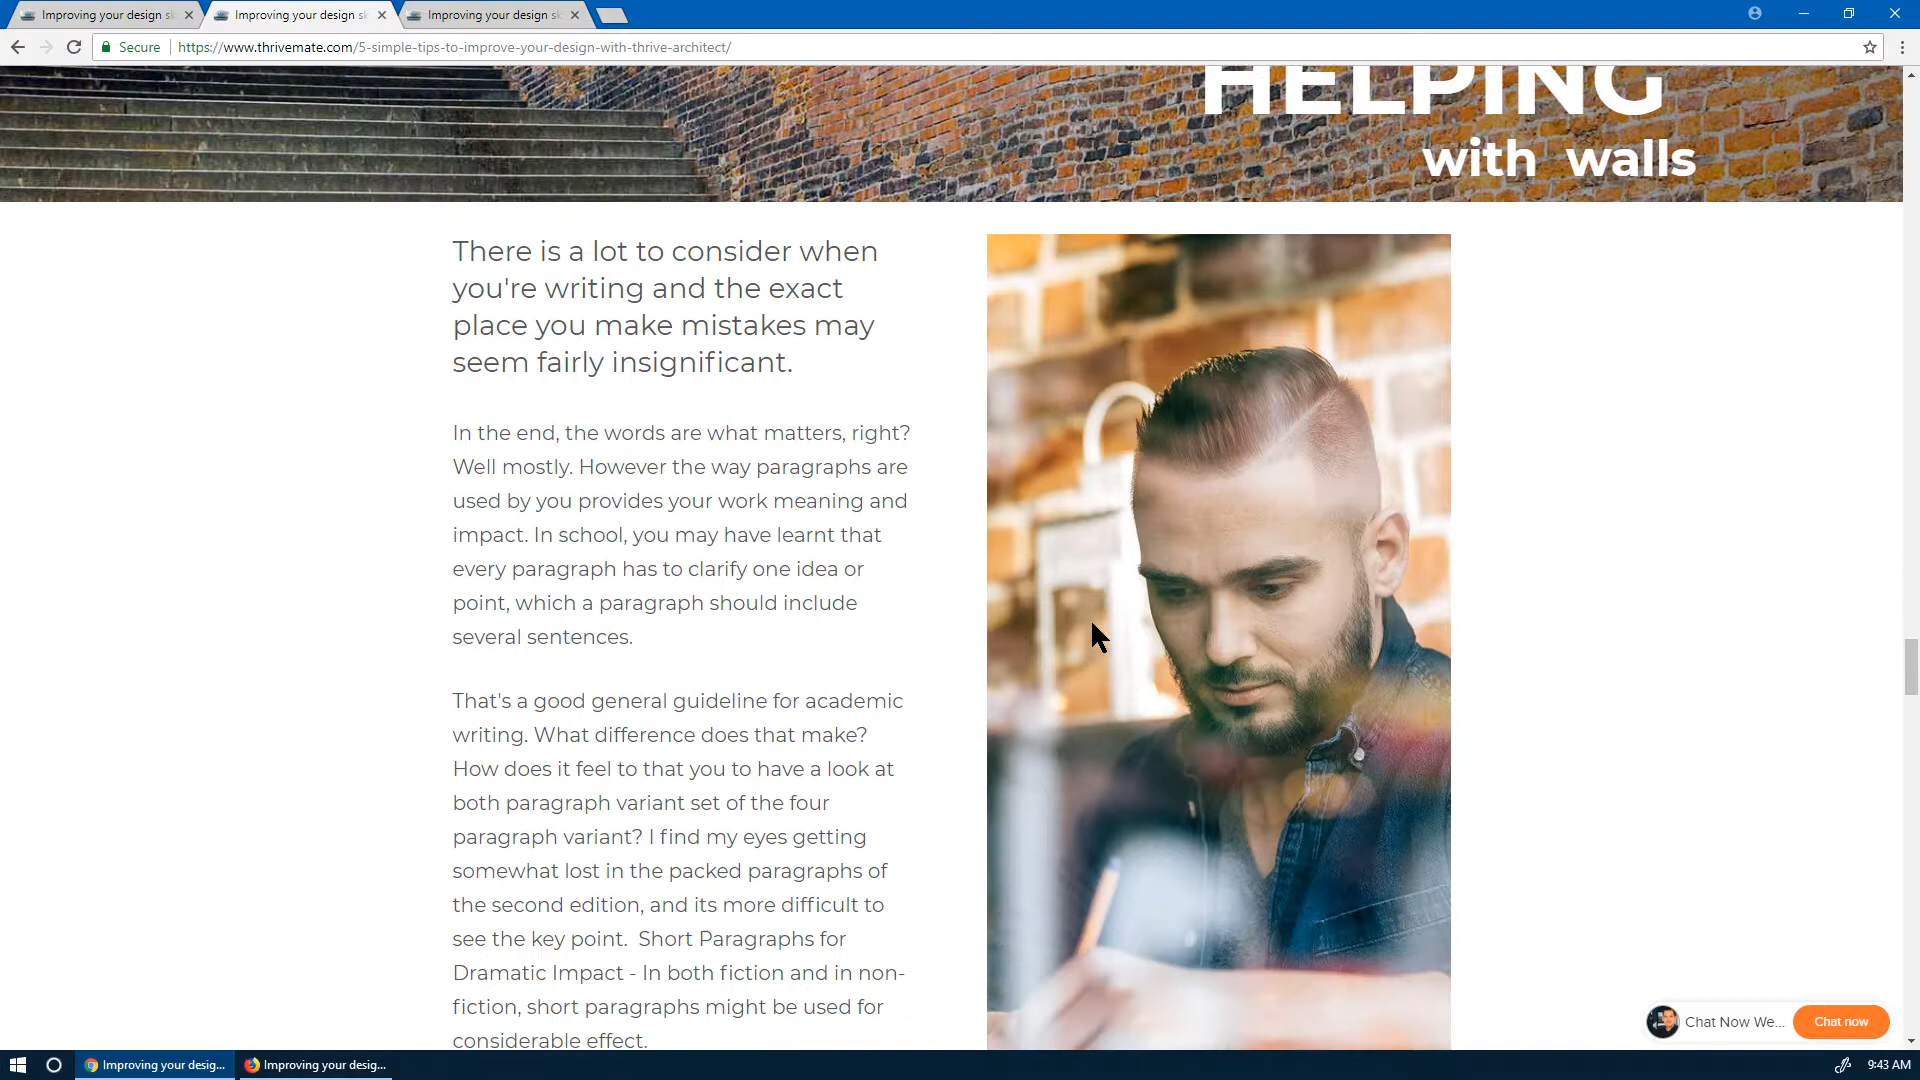 Improving your design sk
Improving your design sk
Improving your design sk
Secure
https://www.thrivemate.com/5-simple-tips-to-improve-your-design-with-thrive-architect/
HELPING
with walls
There is a lot to consider when
you're writing and the exact
place you make mistakes may
seem fairly insignificant.
In the end, the words are what matters, right?
Well mostly. However the way paragraphs are
used by you provides your work meaning and
impact. In school, you may have learnt that
every paragraph has to clarify one idea or
point, which a paragraph should include
several sentences.
That's a good general guideline for academic
writing. What difference does that make?
How does it feel to that you to have a look at
both paragraph variant set of the four
paragraph variant? I find my eyes getting
somewhat lost in the packed paragraphs of
the second edition, and its more difficult to
see the key point. Short Paragraphs for
Dramatic Impact - In both fiction and in non-
fiction, short paragraphs might be used for
considerable effect.
Chat Now We...
Chat now
Improving your desig...
Improving your desig...
9:43 AM